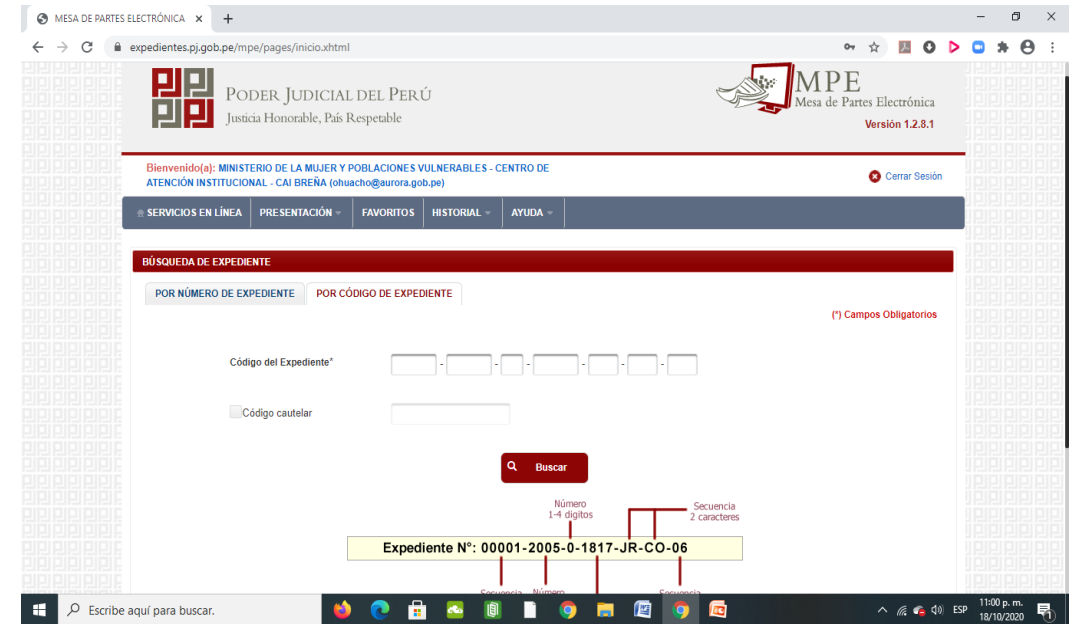 MESA DE PARTES ELECTRÓNICA
expedientes.pj.gob.pe/mpe/pages/inicio.xhtml
PODER JUDICIAL DEL PERÚ
Justicia Honorable, País Respetable
MPE
Mesa de Partes Electrónica
Versión 1.2.8.1
Bienvenido(a): MINISTERIO DE LA MUJER Y POBLACIONES VULNERABLES - CENTRO DE
ATENCIÓN INSTITUCIONAL - CAI BREÑA (ohuacho@aurora.gob.pe)
Cerrar Sesión
SERVICIOS EN LÍNEA PRESENTACIÓN FAVORITOS HISTORIAL AYUDA
BÚSQUEDA DE EXPEDIENTE
POR NÚMERO DE EXPEDIENTE POR CÓDIGO DE EXPEDIENTE
(*) Campos Obligatorios
Código del Expediente* - - - - - -
Código cautelar
Buscar
Número
1-4 digitos
Secuencia
2 caracteres
Expediente N°: 00001-2005-0-1817-JR-CO-06
Secuencia Número Secuencia
Escribe aquí para buscar.
ESP
11:00 p. m.
18/10/2020
1